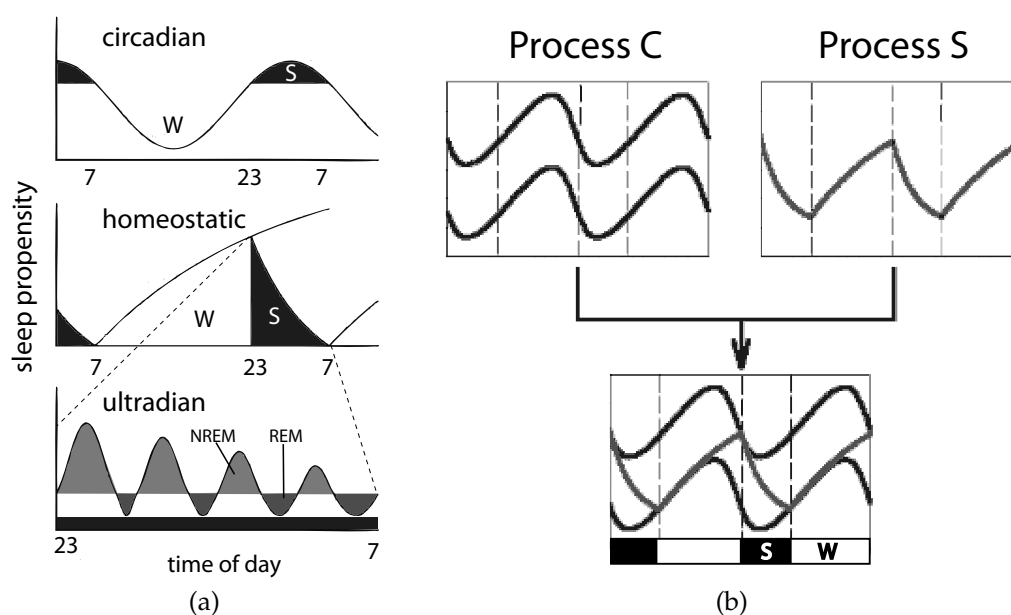 circadian
S
W
7
23
7
sleep propensity
homeostatic
W
S
7
23
7
ultradian
NREM
REM
23
7
time of day
(a)
Process C
Process S
S
W
(b)